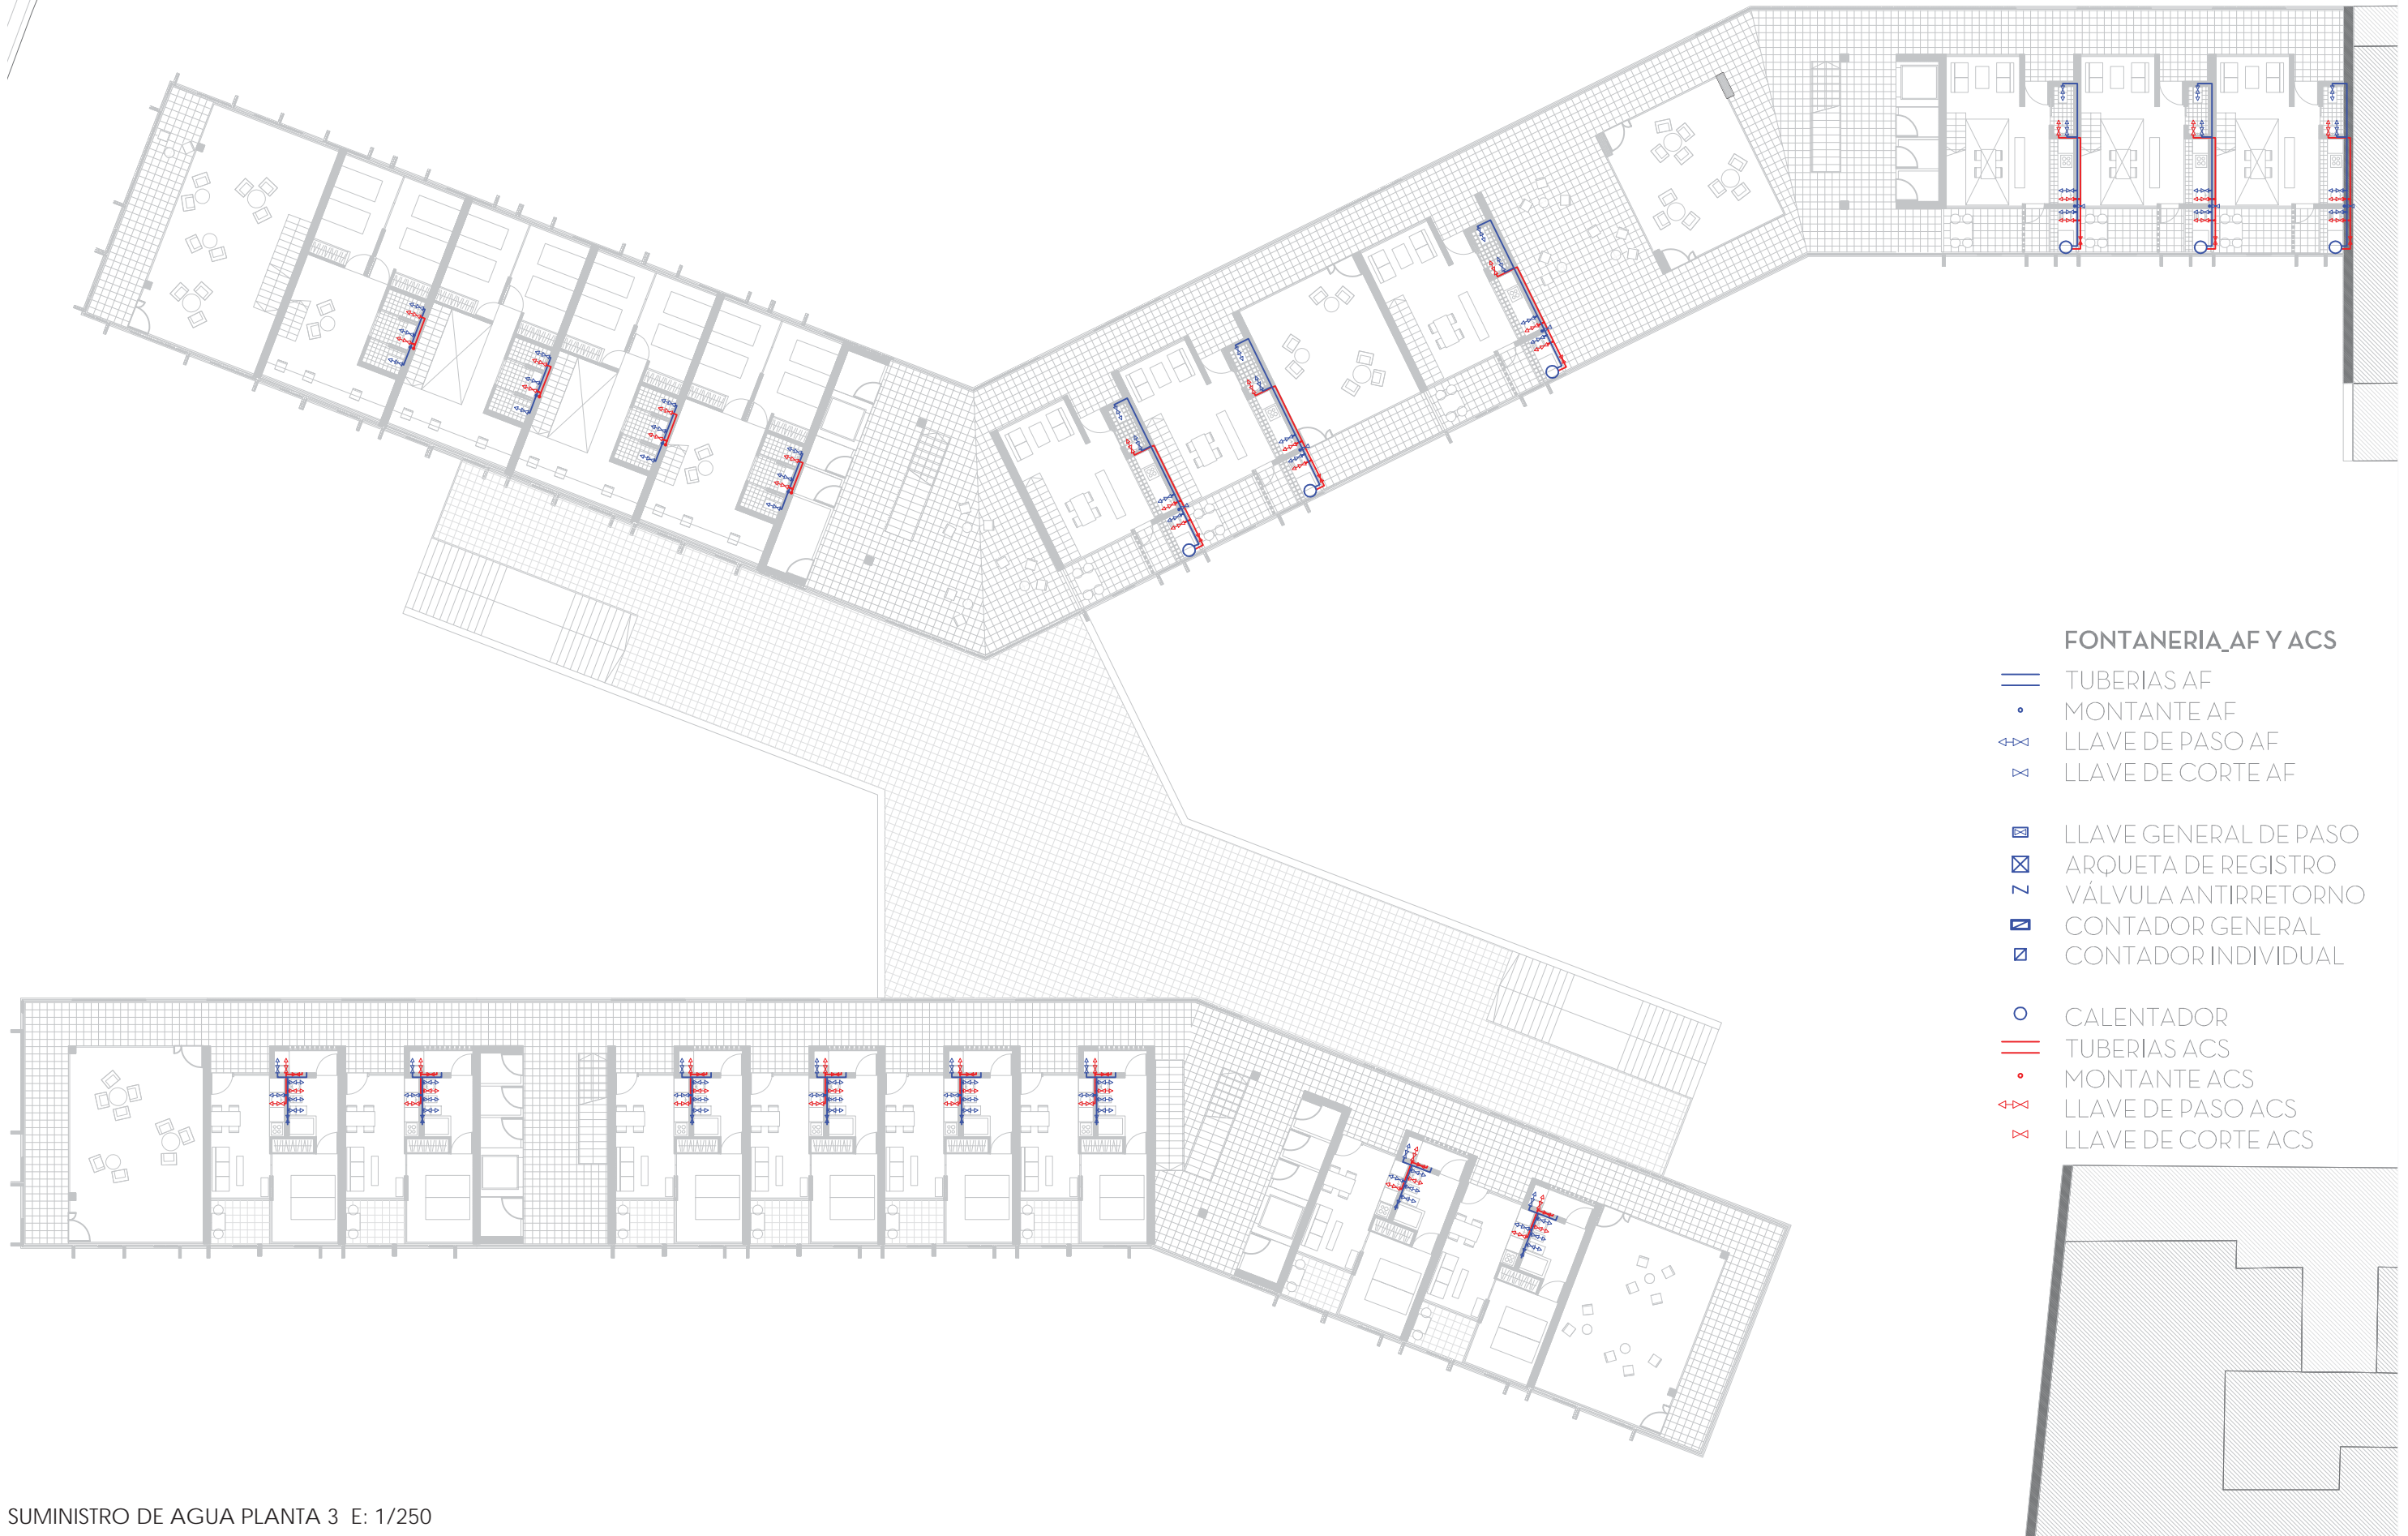 FONTANERIA_AF Y ACS
TUBERIAS AF
MONTANTE AF
LLAVE DE PASO AF
LLAVE DE CORTE AF
LLAVE GENERAL DE PASO
ARQUETA DE REGISTRO
VÁLVULA ANTIRRETORNO
CONTADOR GENERAL
CONTADOR INDIVIDUAL
CALENTADOR
TUBERIAS ACS
MONTANTE ACS
LLAVE DE PASO ACS
LLAVE DE CORTE ACS
SUMINISTRO DE AGUA PLANTA 3 E: 1/250